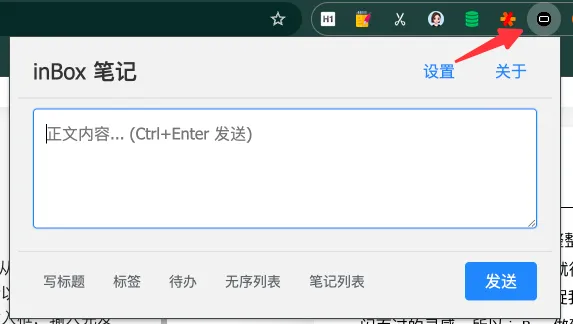 H1
inBox 笔记
设置
关于
正文内容... (Ctrl+Enter 发送)
写标题
标签
待办
无序列表
笔记列表
发送